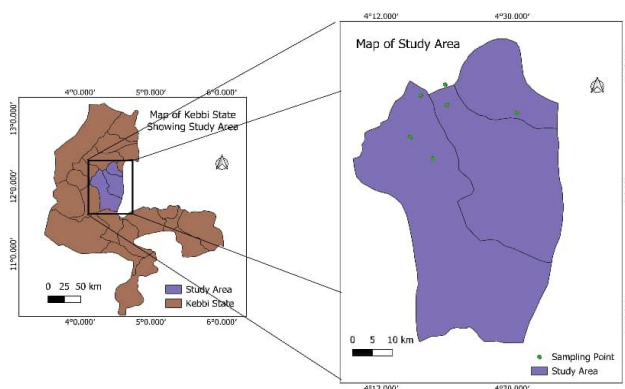 4°12.000' 4°30.000'
Map of Study Area
4°0.000' 5°0.000' 6°0.000'
Map of Kebbi State
Showing Study Area
13°0.000'
12°0.000'
11°0.000'
0 25 50 km
Study Area
Kebbi State
4°0.000' 5°0.000' 6°0.000'
0 5 10 km
Sampling Point
Study Area